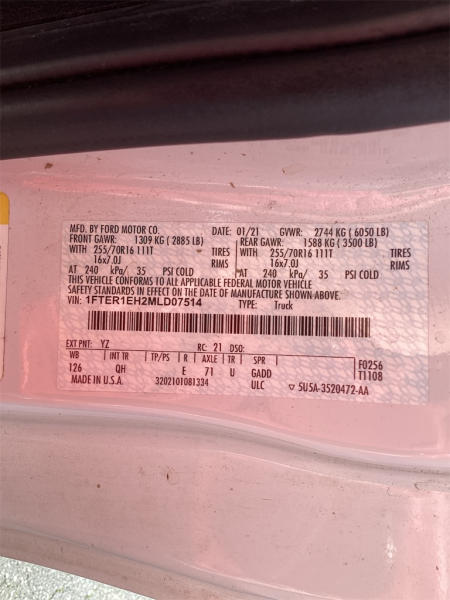 MFD. BY FORD MOTOR CO. DATE: 01/21 GVWR: 2744 KG ( 6050 LB)
FRONT GAWR: 1309 KG ( 2885 LB) REAR GAWR: 1588 KG ( 3500 LB)
WITH 255/70R16 111T TIRES WITH 255/70R16 111T TIRES
16x7.0J RIMS 16x7.0J RIMS
AT 240 kPa/ 35 PSI COLD AT 240 kPa/ 35 PSI COLD
THIS VEHICLE CONFORMS TO ALL APPLICABLE FEDERAL MOTOR VEHICLE
SAFETY STANDARDS IN EFFECT ON THE DATE OF MANUFACTURE SHOWN ABOVE.
VIN: 1FTER1EH2MLD07514 TYPE: Truck
EXT PNT: YZ RC: 21 DSO:
WB INT TR TP/PS R AXLE TR SPR F0256
126 QH E 71 U GADD T1108
MADE IN U.S.A. 3202101081334 ULC 5U5A-3520472-AA